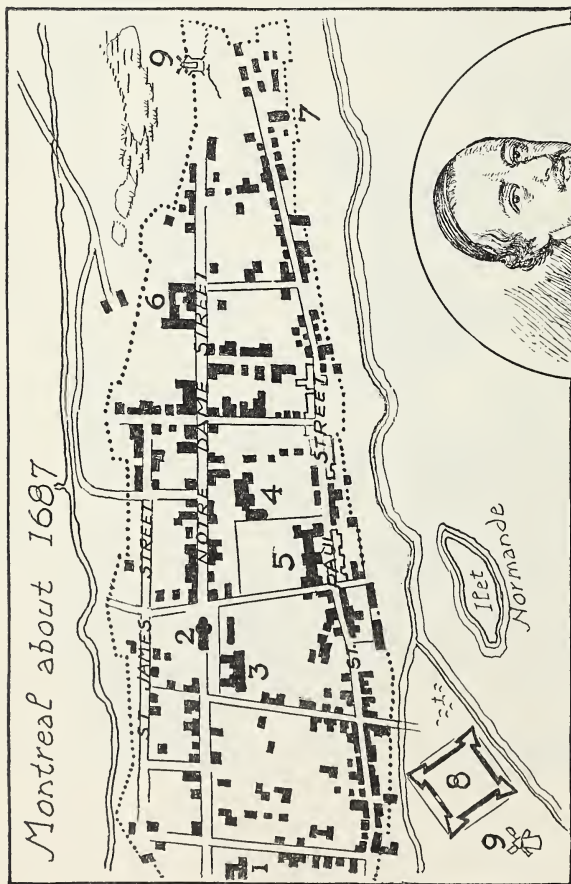 Montreal about 1687
ST. JAMES STREET
NOTRE DAME STREET
ST. PAUL STREET
1
2
3
4
5
6
7
8
9
9
Ilet
Normande